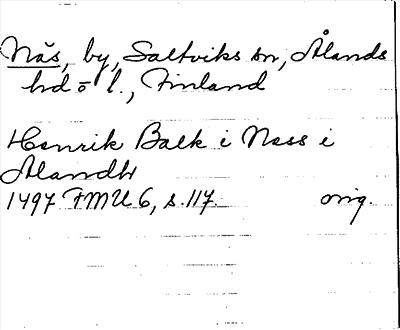 Näs, by, Saltviks sn, Ålands
hd o l., Finland
Henrik Balk i Ness i
Ålandh
1497 FMU 6, s. 117. orig.